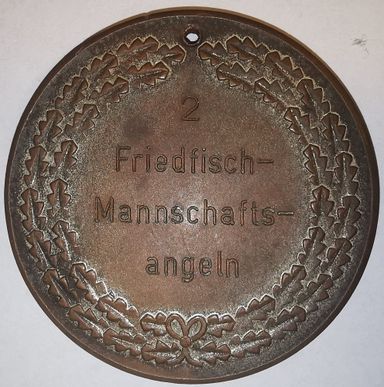 2
Friedfisch-
Mannschafts-
angeln